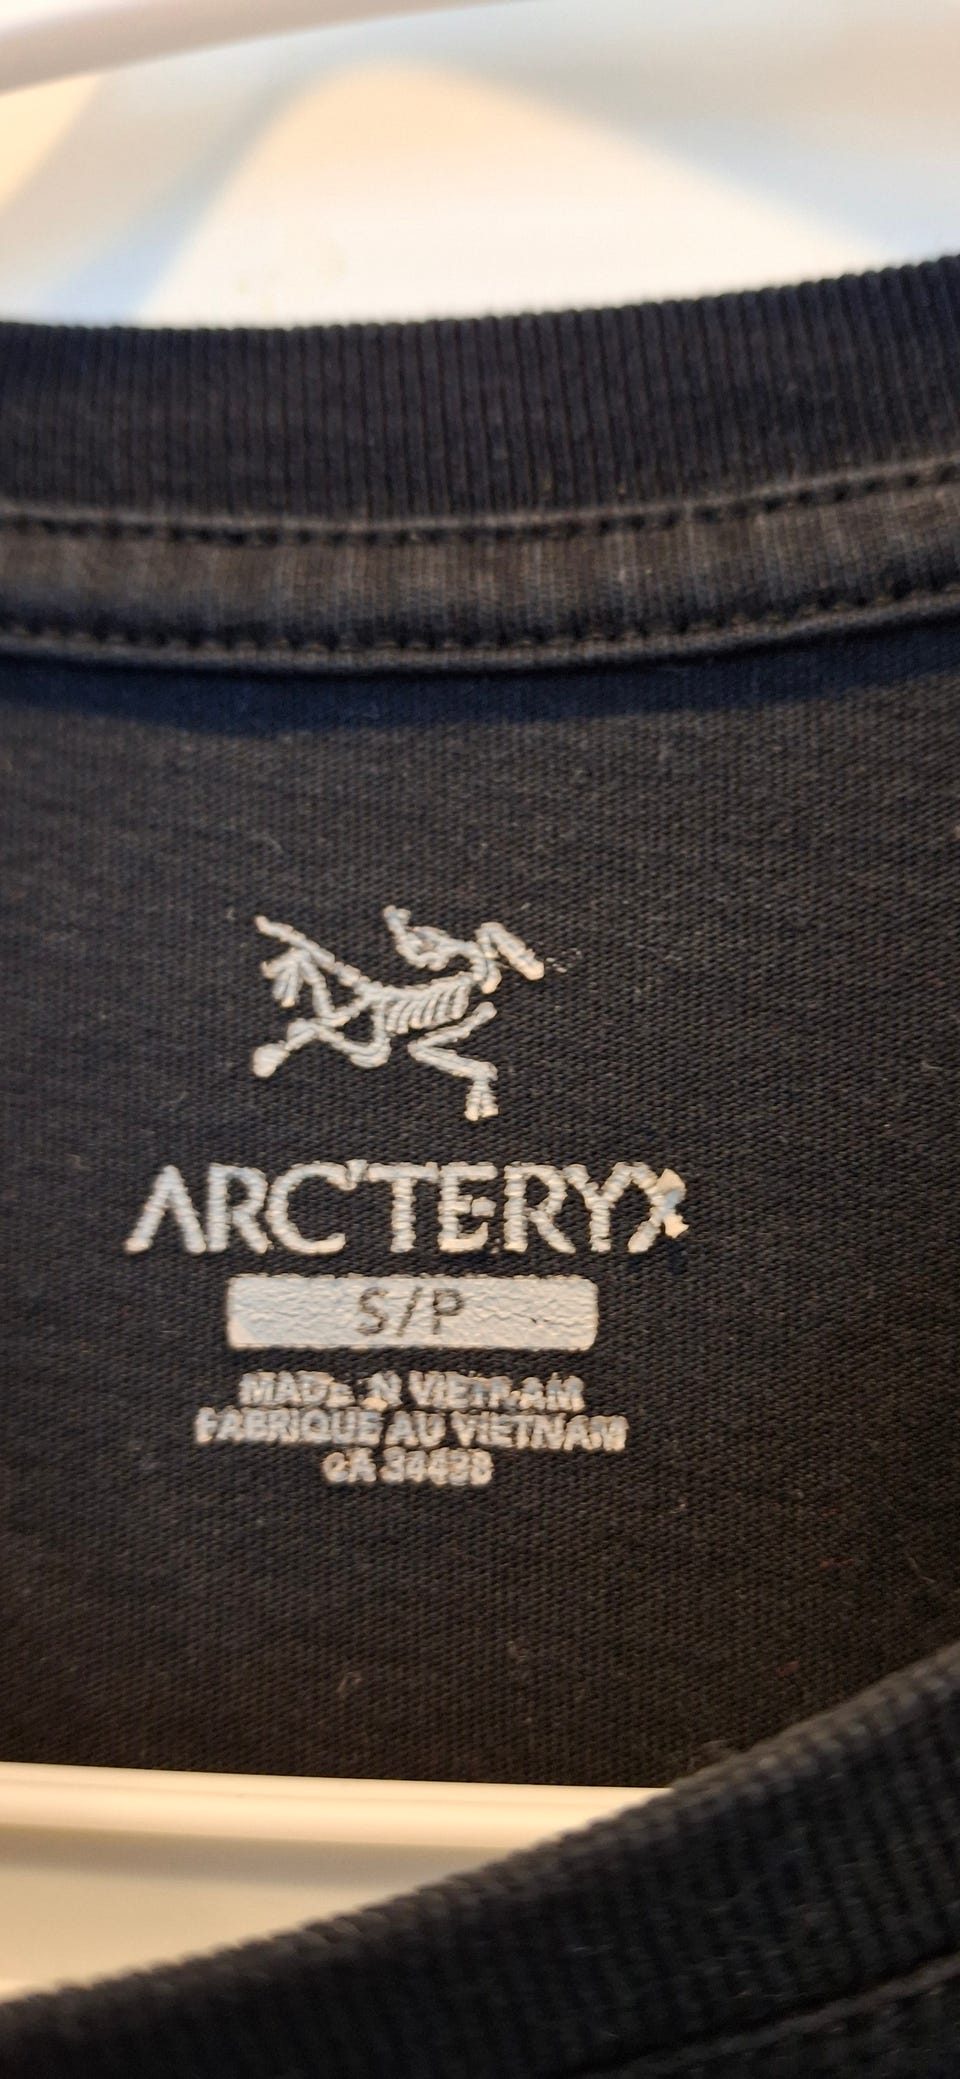 ARC'TERYX
S/P
MADE IN VIETNAM
FABRIQUE AU VIETNAM
CA 34438